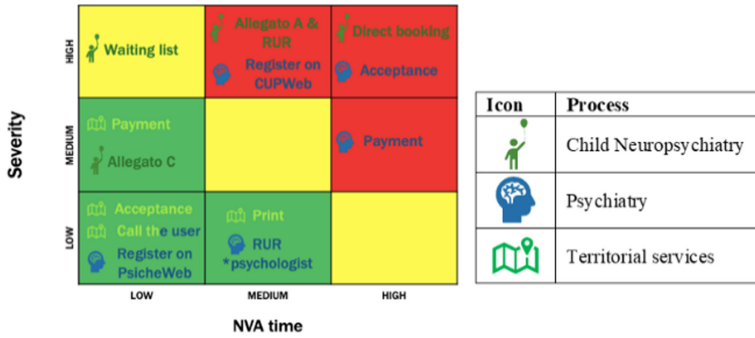 Severity
HIGH
Waiting list
Allegato A &
RUR
Register on
CUPWeb
Direct booking
Acceptance
MEDIUM
Payment
Allegato C
Payment
LOW
Acceptance
Call the user
Register on
PsicheWeb
Print
RUR
*psychologist
LOW
MEDIUM
HIGH
NVA time
Icon Process
Child Neuropsychiatry
Psychiatry
Territorial services